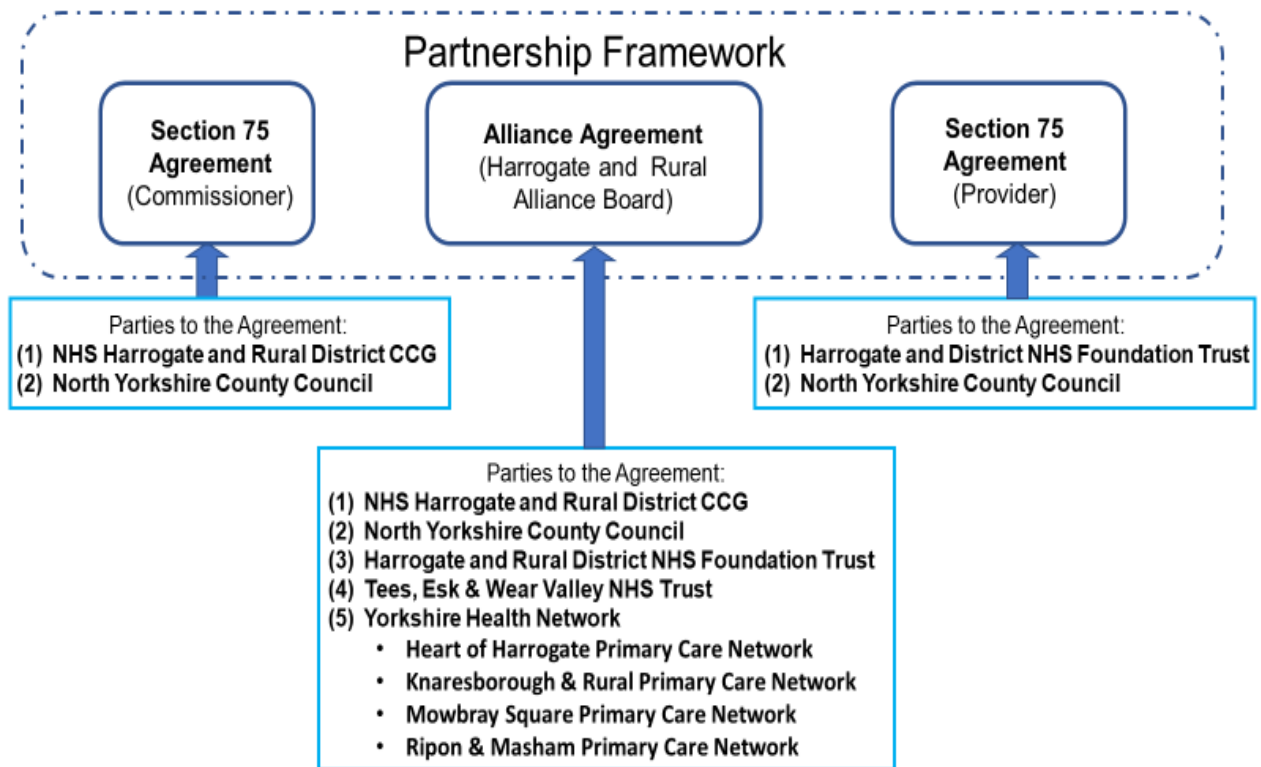 Partnership Framework
Section 75
Agreement
(Commissioner)
Alliance Agreement
(Harrogate and Rural
Alliance Board)
Section 75
Agreement
(Provider)
Parties to the Agreement:
(1) NHS Harrogate and Rural District CCG
(2) North Yorkshire County Council
Parties to the Agreement:
(1) Harrogate and District NHS Foundation Trust
(2) North Yorkshire County Council
Parties to the Agreement:
(1) NHS Harrogate and Rural District CCG
(2) North Yorkshire County Council
(3) Harrogate and Rural District NHS Foundation Trust
(4) Tees, Esk & Wear Valley NHS Trust
(5) Yorkshire Health Network
• Heart of Harrogate Primary Care Network
• Knaresborough & Rural Primary Care Network
• Mowbray Square Primary Care Network
• Ripon & Masham Primary Care Network